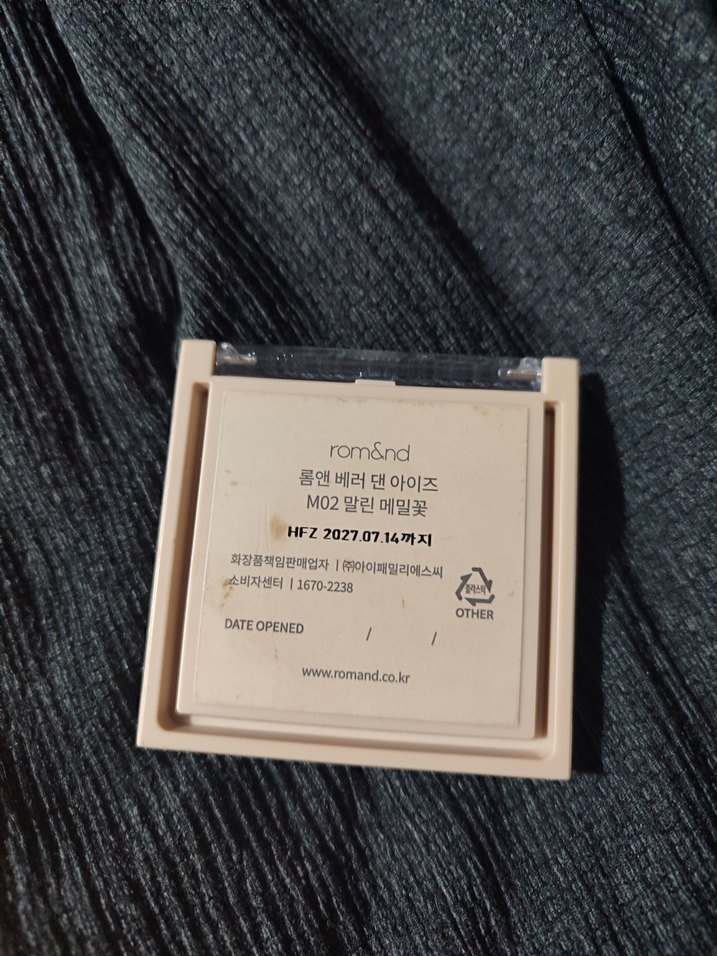 rom&nd
롬앤 베러 댄 아이즈
M02 말린 메밀꽃
HFZ 2027.07.14까지
화장품책임판매업자 ㅣ㈜아이패밀리에스씨
소비자센터 ㅣ1670-2238
플라스틱
OTHER
DATE OPENED / /
www.romand.co.kr